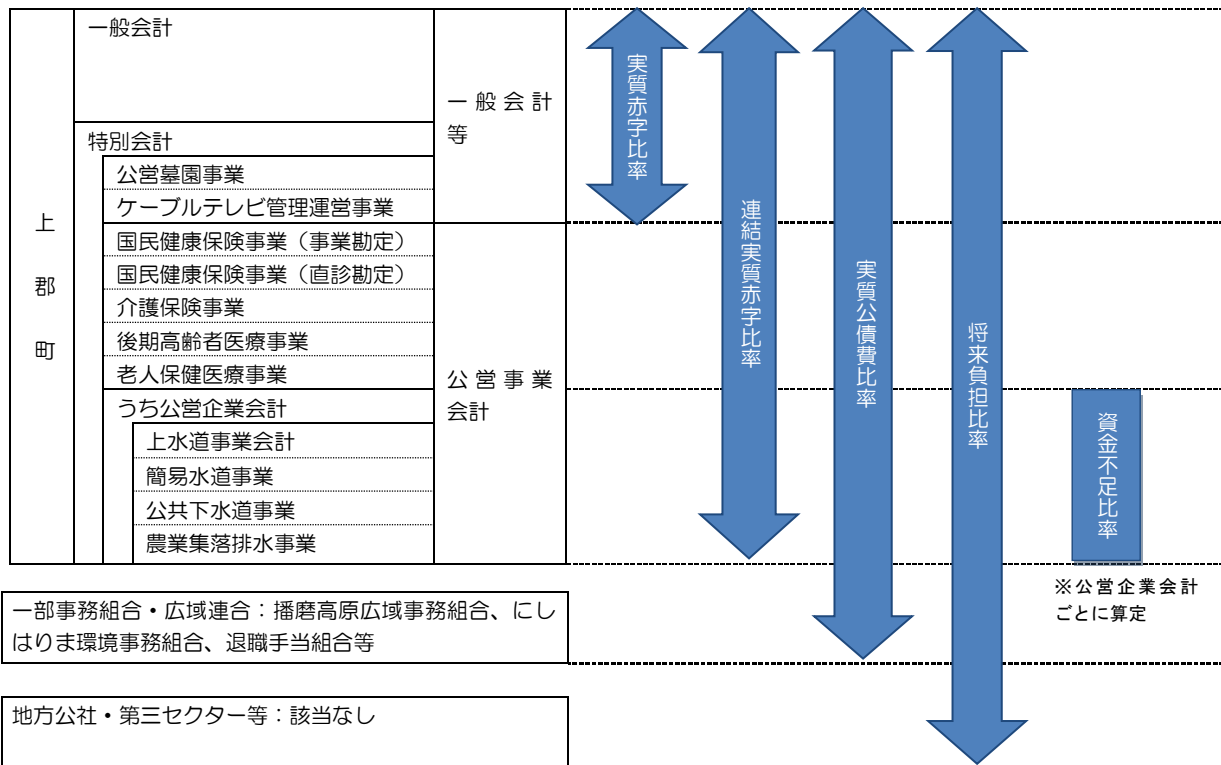 上郡町
一般会計
特別会計
公営墓園事業
ケーブルテレビ管理運営事業
国民健康保険事業（事業勘定）
国民健康保険事業（直診勘定）
介護保険事業
後期高齢者医療事業
老人保健医療事業
うち公営企業会計
上水道事業会計
簡易水道事業
公共下水道事業
農業集落排水事業
一般会計
等
公営事業
会計
実質赤字比率
連結実質赤字比率
実質公債費比率
将来負担比率
資金不足比率
※公営企業会計
ごとに算定
一部事務組合・広域連合：播磨高原広域事務組合、にし
はりま環境事務組合、退職手当組合等
地方公社・第三セクター等：該当なし